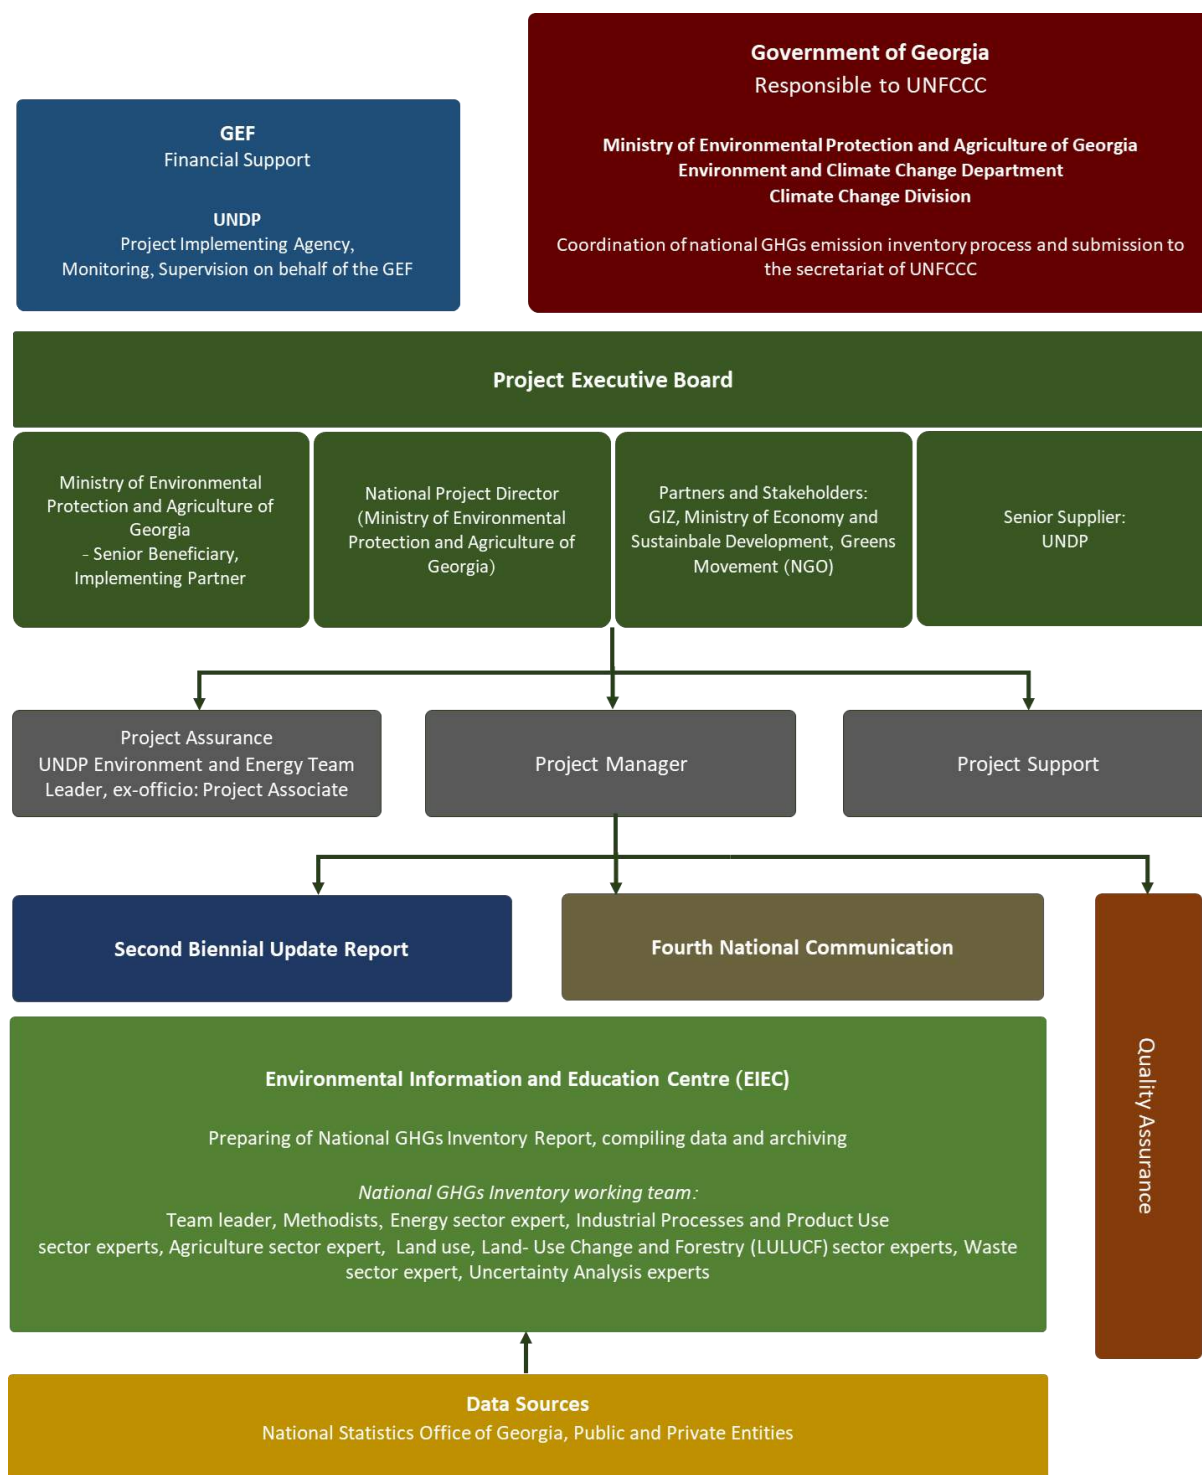 GEF
Financial Support
UNDP
Project Implementing Agency,
Monitoring, Supervision on behalf of the GEF
Government of Georgia
Responsible to UNFCCC
Ministry of Environmental Protection and Agriculture of Georgia
Environment and Climate Change Department
Climate Change Division
Coordination of national GHGs emission inventory process and submission to
the secretariat of UNFCCC
Project Executive Board
Ministry of Environmental
Protection and Agriculture of
Georgia
- Senior Beneficiary,
Implementing Partner
National Project Director
(Ministry of Environmental
Protection and Agriculture of
Georgia)
Partners and Stakeholders:
GIZ, Ministry of Economy and
Sustainbale Development, Greens
Movement (NGO)
Senior Supplier:
UNDP
Project Assurance
UNDP Environment and Energy Team
Leader, ex-officio: Project Associate
Project Manager
Project Support
Second Biennial Update Report
Fourth National Communication
Quality Assurance
Environmental Information and Education Centre (EIEC)
Preparing of National GHGs Inventory Report, compiling data and archiving
National GHGs Inventory working team:
Team leader, Methodists, Energy sector expert, Industrial Processes and Product Use
sector experts, Agriculture sector expert, Land use, Land- Use Change and Forestry (LULUCF) sector experts, Waste
sector expert, Uncertainty Analysis experts
Data Sources
National Statistics Office of Georgia, Public and Private Entities